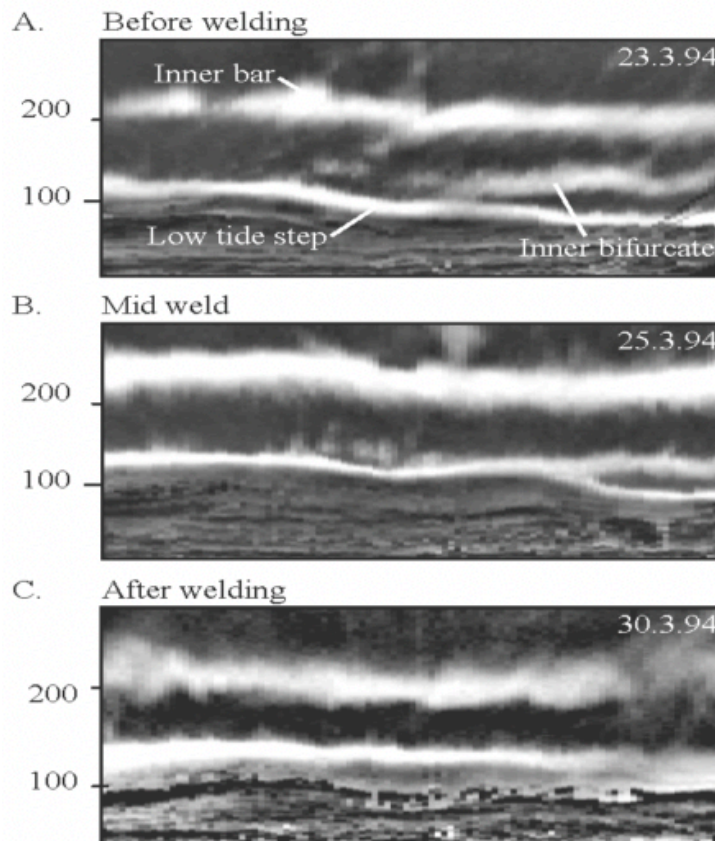 A. Before welding
23.3.94
Inner bar
200
100
Low tide step
Inner bifurcate
B. Mid weld
25.3.94
200
100
C. After welding
30.3.94
200
100